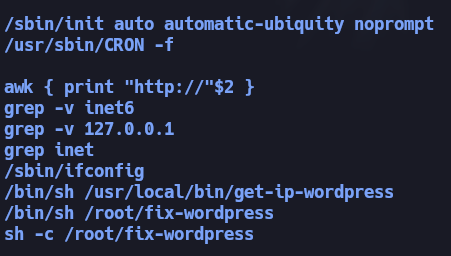 /sbin/init auto automatic-ubiquity noprompt
/usr/sbin/CRON -f
awk { print "http://"$2 }
grep -v inet6
grep -v 127.0.0.1
grep inet
/sbin/ifconfig
/bin/sh /usr/local/bin/get-ip-wordpress
/bin/sh /root/fix-wordpress
sh -c /root/fix-wordpress